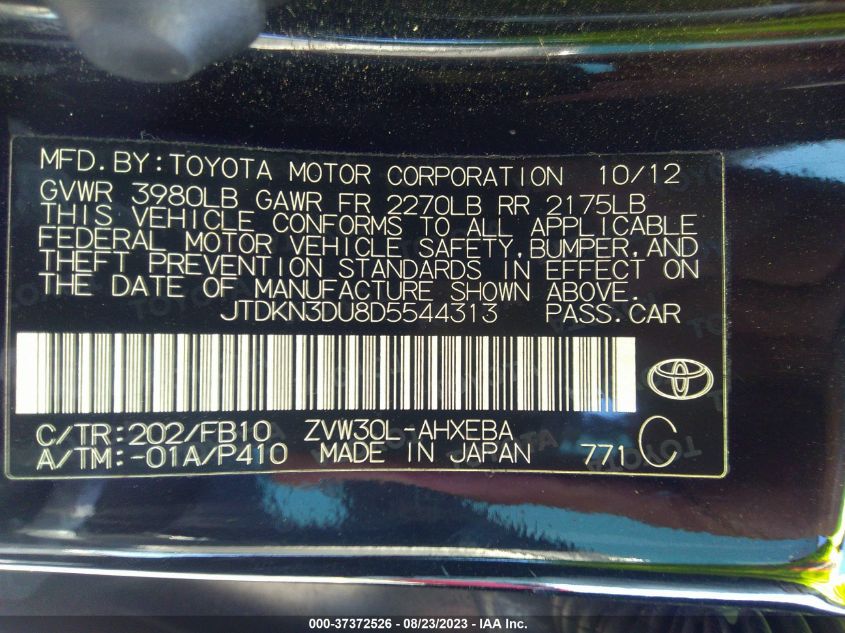 MFD.BY:TOYOTA MOTOR CORPORATION 10/12
GVWR 3980LB GAWR FR 2270LB RR 2175LB
THIS VEHICLE CONFORMS TO ALL APPLICABLE
FEDERAL MOTOR VEHICLE SAFETY,BUMPER,AND
THEFT PREVENTION STANDARDS IN EFFECT ON
THE DATE OF MANUFACTURE SHOWN ABOVE.
JTDKN3DU8D5544313 PASS.CAR
C/TR:202/FB10 ZVW30L-AHXEBA
A/TM:-01A/P410 MADE IN JAPAN 771 C
000-37372526 - 08/23/2023 - IAA Inc.